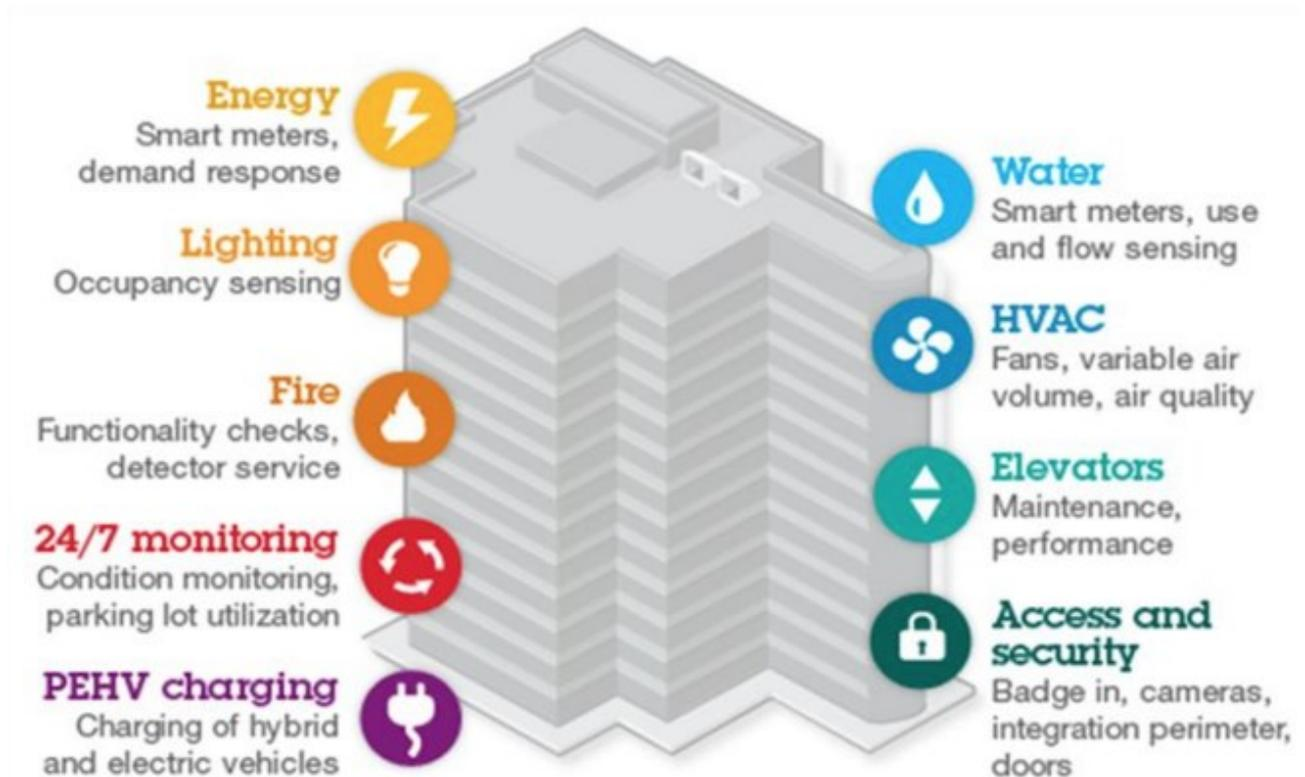 Energy
Smart meters,
demand response
Lighting
Occupancy sensing
Fire
Functionality checks,
detector service
24/7 monitoring
Condition monitoring,
parking lot utilization
PEHV charging
Charging of hybrid
and electric vehicles
Water
Smart meters, use
and flow sensing
HVAC
Fans, variable air
volume, air quality
Elevators
Maintenance,
performance
Access and
security
Badge in, cameras,
integration perimeter,
doors